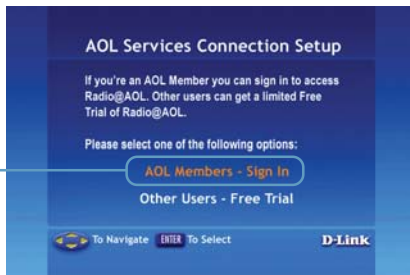 AOL Services Connection Setup
If you're an AOL Member you can sign in to access
Radio@AOL. Other users can get a limited Free
Trial of Radio@AOL.
Please select one of the following options:
AOL Members - Sign In
Other Users - Free Trial
To Navigate ENTER To Select D-Link